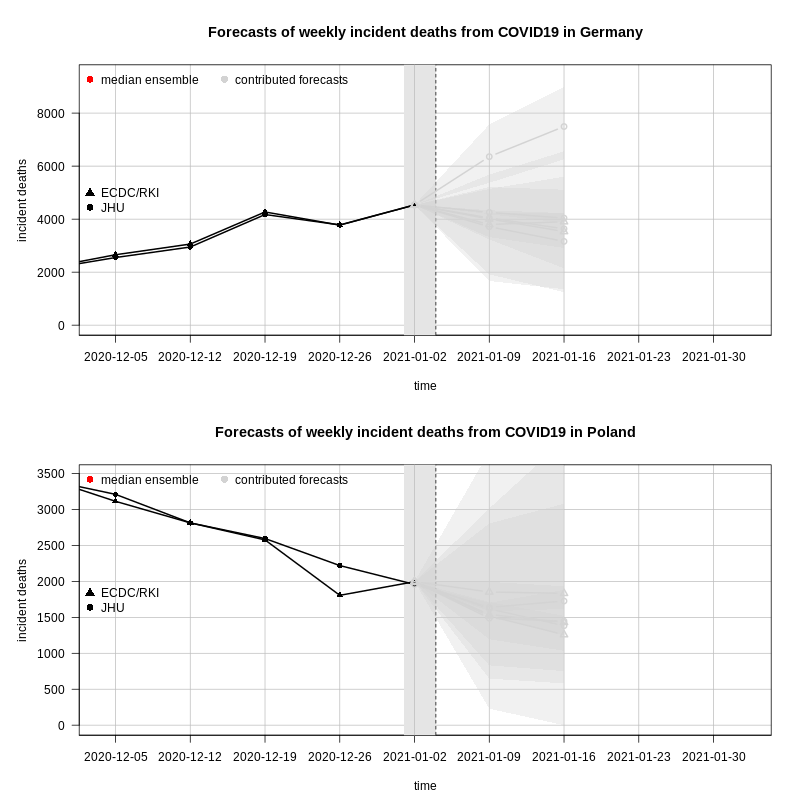 Forecasts of weekly incident deaths from COVID19 in Germany
median ensemble contributed forecasts
8000
6000
ECDC/RKI
JHU
4000
2000
0
incident deaths
2020-12-05 2020-12-12 2020-12-19 2020-12-26 2021-01-02 2021-01-09 2021-01-16 2021-01-23 2021-01-30
time
Forecasts of weekly incident deaths from COVID19 in Poland
3500
median ensemble contributed forecasts
3000
2500
2000
ECDC/RKI
JHU
1500
1000
500
0
incident deaths
2020-12-05 2020-12-12 2020-12-19 2020-12-26 2021-01-02 2021-01-09 2021-01-16 2021-01-23 2021-01-30
time